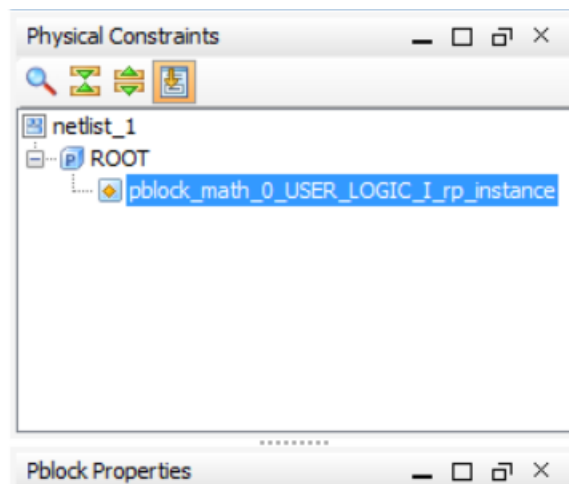 Physical Constraints
netlist_1
P ROOT
pblock_math_0_USER_LOGIC_I_rp_instance
Pblock Properties